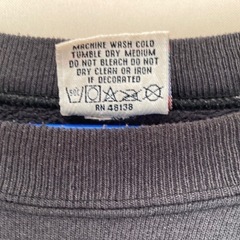 MACHINE WASH COLD
TUMBLE DRY MEDIUM
DO NOT BLEACH DO NOT
DRY CLEAN OR IRON
IF DECORATED
RN 48138